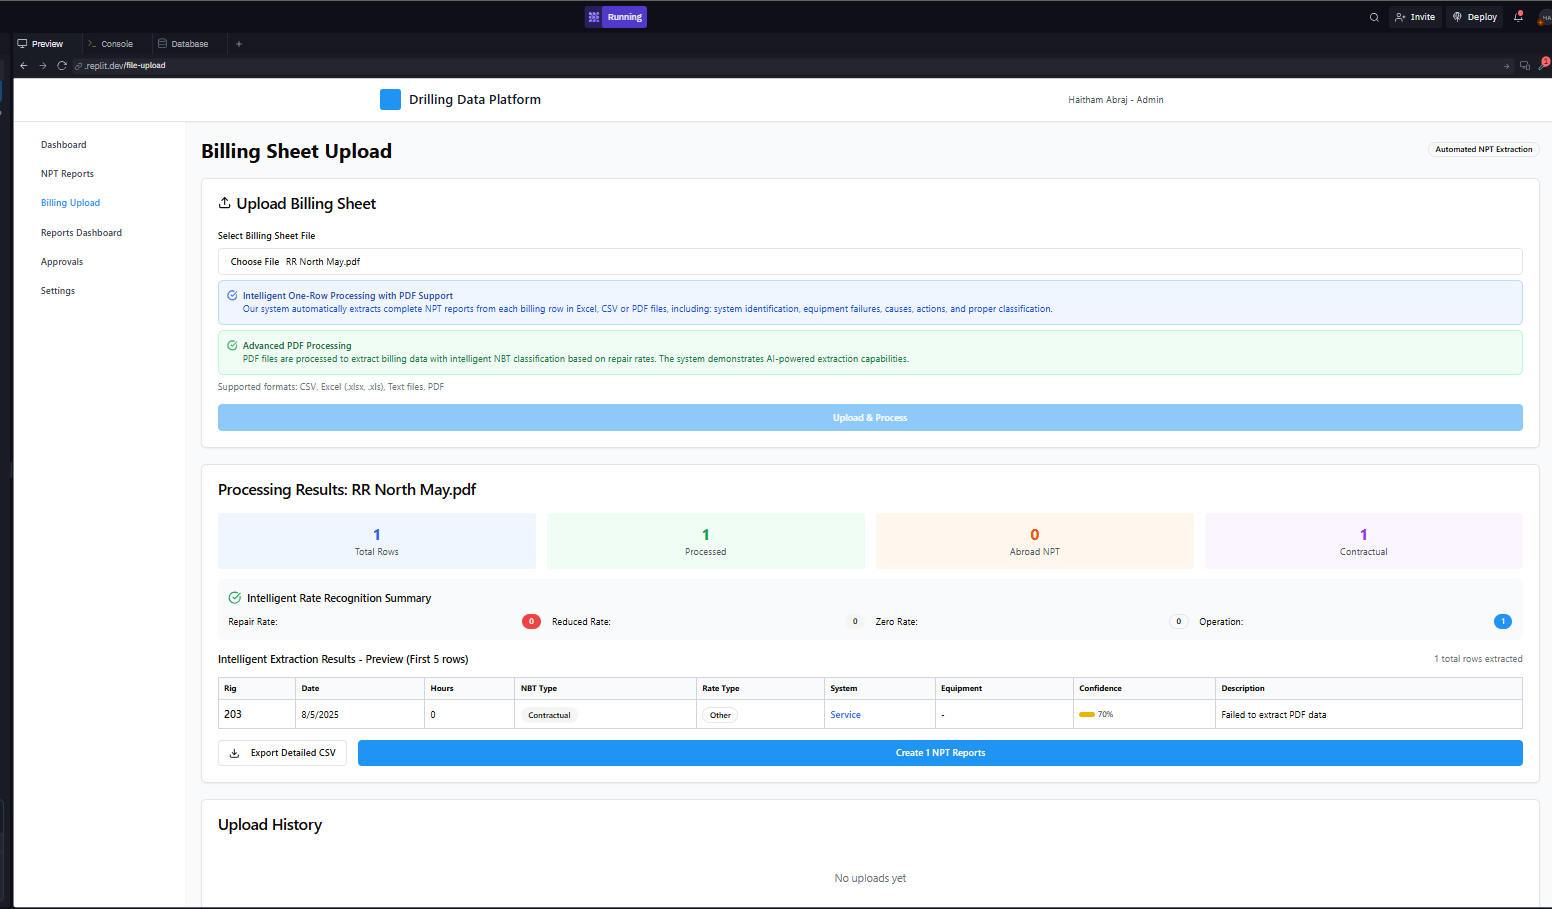 Running
Invite
Deploy
Preview
Console
Database
+
.replit.dev/file-upload
1
Drilling Data Platform
Haitham Abraj - Admin
Dashboard
NPT Reports
Billing Upload
Reports Dashboard
Approvals
Settings
Billing Sheet Upload
Automated NPT Extraction
Upload Billing Sheet
Select Billing Sheet File
Choose File RR North May.pdf
Intelligent One-Row Processing with PDF Support
Our system automatically extracts complete NPT reports from each billing row in Excel, CSV or PDF files, including: system identification, equipment failures, causes, actions, and proper classification.
Advanced PDF Processing
PDF files are processed to extract billing data with intelligent NBT classification based on repair rates. The system demonstrates AI-powered extraction capabilities.
Supported formats: CSV, Excel (.xlsx, .xls), Text files, PDF
Upload & Process
Processing Results: RR North May.pdf
1
Total Rows
1
Processed
0
Abroad NPT
1
Contractual
Intelligent Rate Recognition Summary
Repair Rate: 0 Reduced Rate: 0 Zero Rate: 0 Operation: 1
Intelligent Extraction Results - Preview (First 5 rows)
1 total rows extracted
Rig Date Hours NBT Type Rate Type System Equipment Confidence Description
203 8/5/2025 0 Contractual Other Service - 70% Failed to extract PDF data
Export Detailed CSV
Create 1 NPT Reports
Upload History
No uploads yet